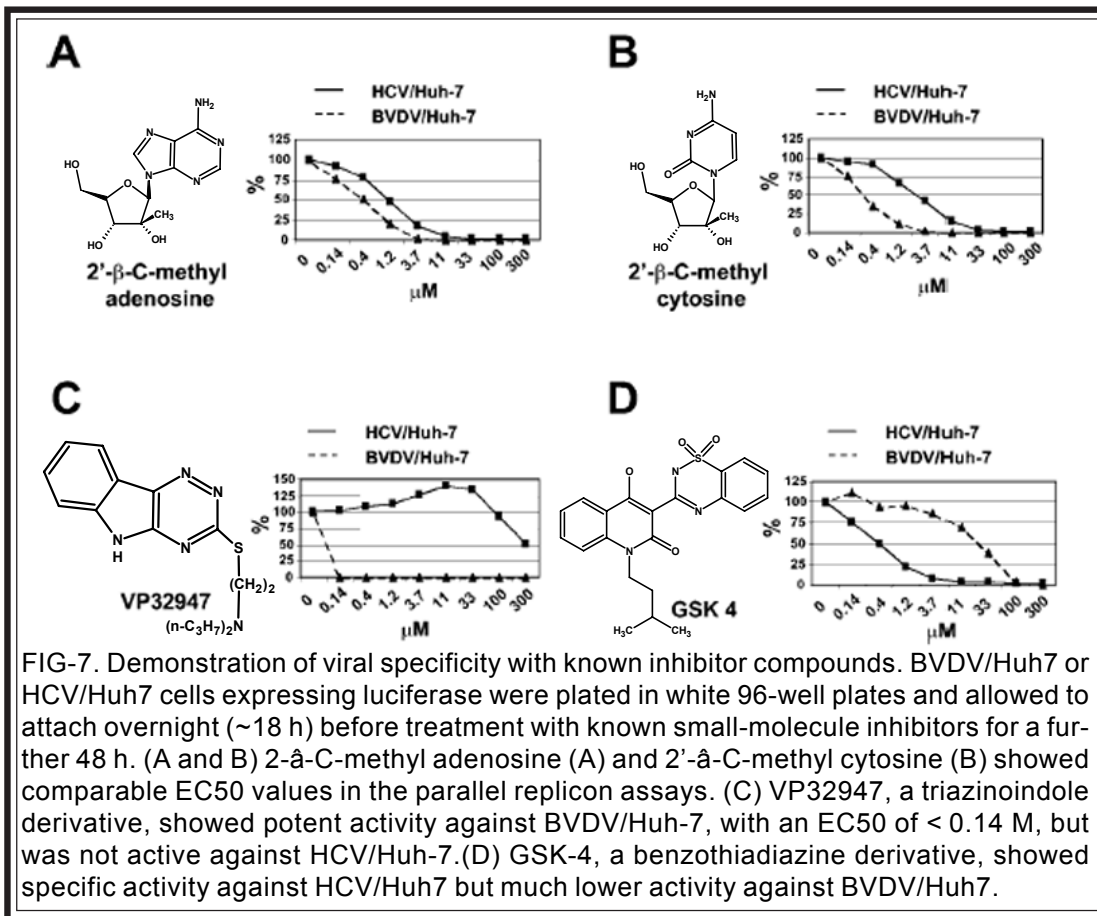 A
HCV/Huh-7
BVDV/Huh-7
NH₂
N
N
N
N
HO
O
CH₃
HO
OH
2'-β-C-methyl
adenosine
%
125
100
75
50
25
0
0 0.14 0.4 1.2 3.7 11 33 100 300
μM
B
HCV/Huh-7
BVDV/Huh-7
H₂N
N
O
N
HO
O
CH₃
HO
OH
2'-β-C-methyl
cytosine
%
125
100
75
50
25
0
0 0.14 0.4 1.2 3.7 11 33 100 300
μM
C
HCV/Huh-7
BVDV/Huh-7
N
N
N
N
H
S
(CH₂)₂
(n-C₃H₇)₂N
VP32947
%
150
125
100
75
50
25
0
0 0.14 0.4 1.2 3.7 11 33 100 300
μM
D
HCV/Huh-7
BVDV/Huh-7
O
O
S
O
N
N
N
O
H₃C
CH₃
GSK 4
%
125
100
75
50
25
0
0 0.14 0.4 1.2 3.7 11 33 100 300
μM
FIG-7. Demonstration of viral specificity with known inhibitor compounds. BVDV/Huh7 or
HCV/Huh7 cells expressing luciferase were plated in white 96-well plates and allowed to
attach overnight (~18 h) before treatment with known small-molecule inhibitors for a fur-
ther 48 h. (A and B) 2-â-C-methyl adenosine (A) and 2'-â-C-methyl cytosine (B) showed
comparable EC50 values in the parallel replicon assays. (C) VP32947, a triazinoindole
derivative, showed potent activity against BVDV/Huh-7, with an EC50 of < 0.14 M, but
was not active against HCV/Huh-7.(D) GSK-4, a benzothiadiazine derivative, showed
specific activity against HCV/Huh7 but much lower activity against BVDV/Huh7.